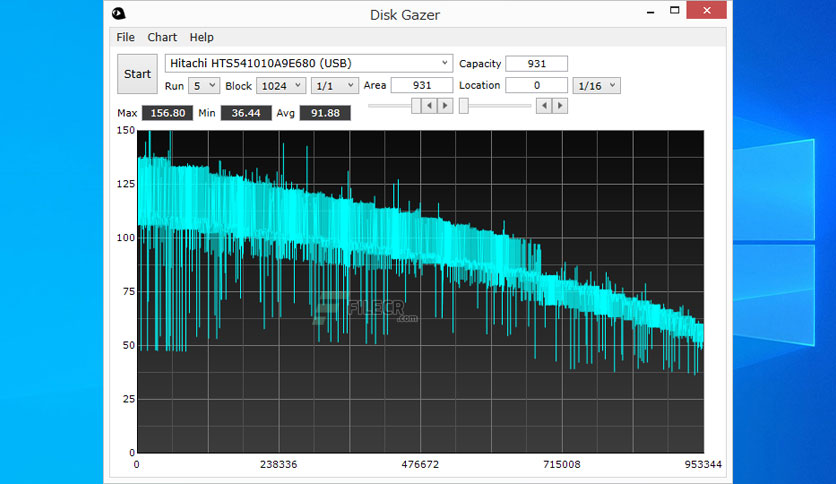 Disk Gazer
File Chart Help
Start
Hitachi HTS541010A9E680 (USB)
Capacity 931
Run 5 Block 1024 1/1 Area 931 Location 0 1/16
Max 156.80 Min 36.44 Avg 91.88
150
125
100
75
FILECR.com
50
25
0
0 238336 476672 715008 953344